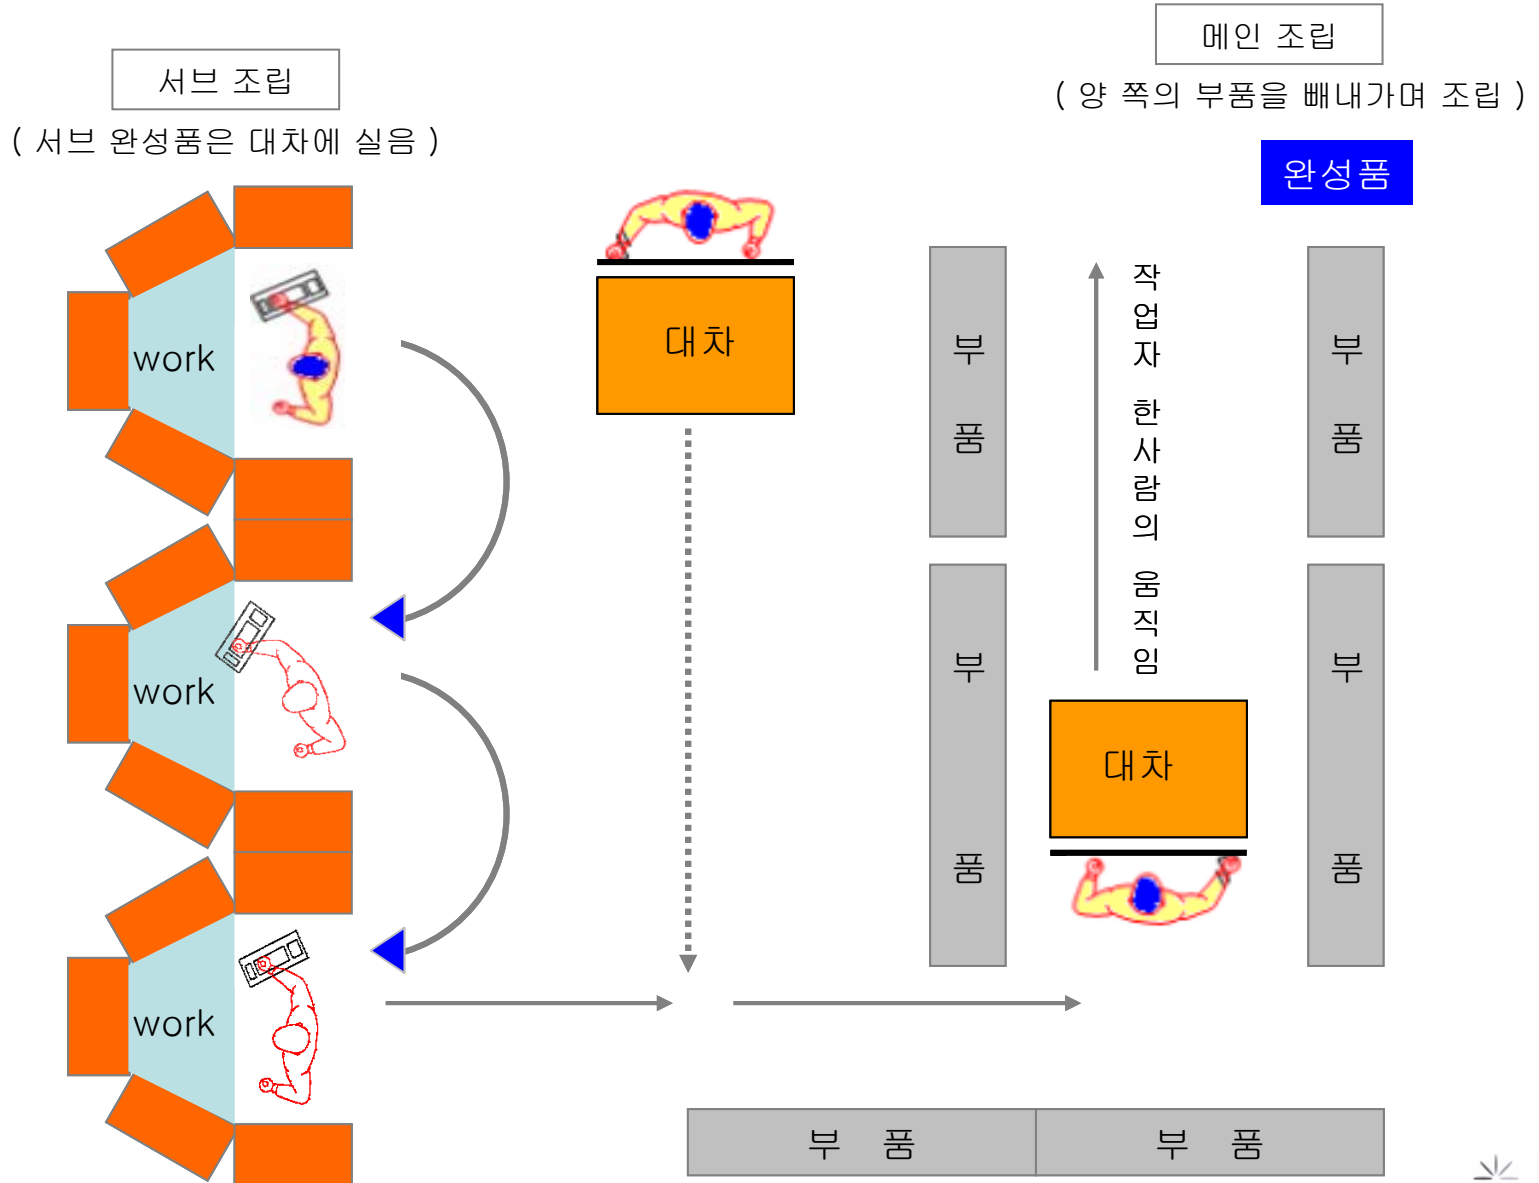 서브 조립
( 서브 완성품은 대차에 실음 )
work
work
work
대차
메인 조립
( 양 쪽의 부품을 빼내가며 조립 )
완성품
부품
부품
작업자 한사람의 움직임
부품
부품
대차
부 품
부 품